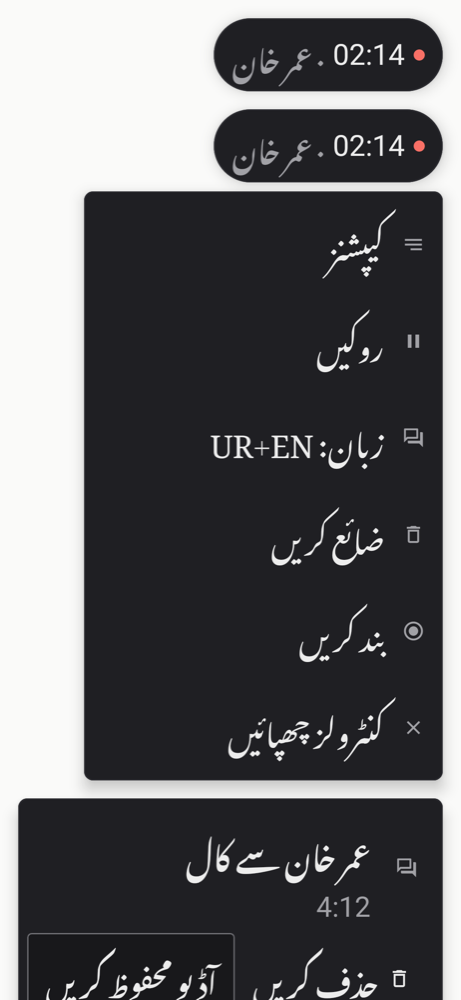 02:14 · عمر خان
02:14 · عمر خان
کیپشنز
روکیں
زبان: UR+EN
ضائع کریں
بند کریں
کنٹرولز چھپائیں
عمر خان سے کال
4:12
حذف کریں
آڈیو محفوظ کریں